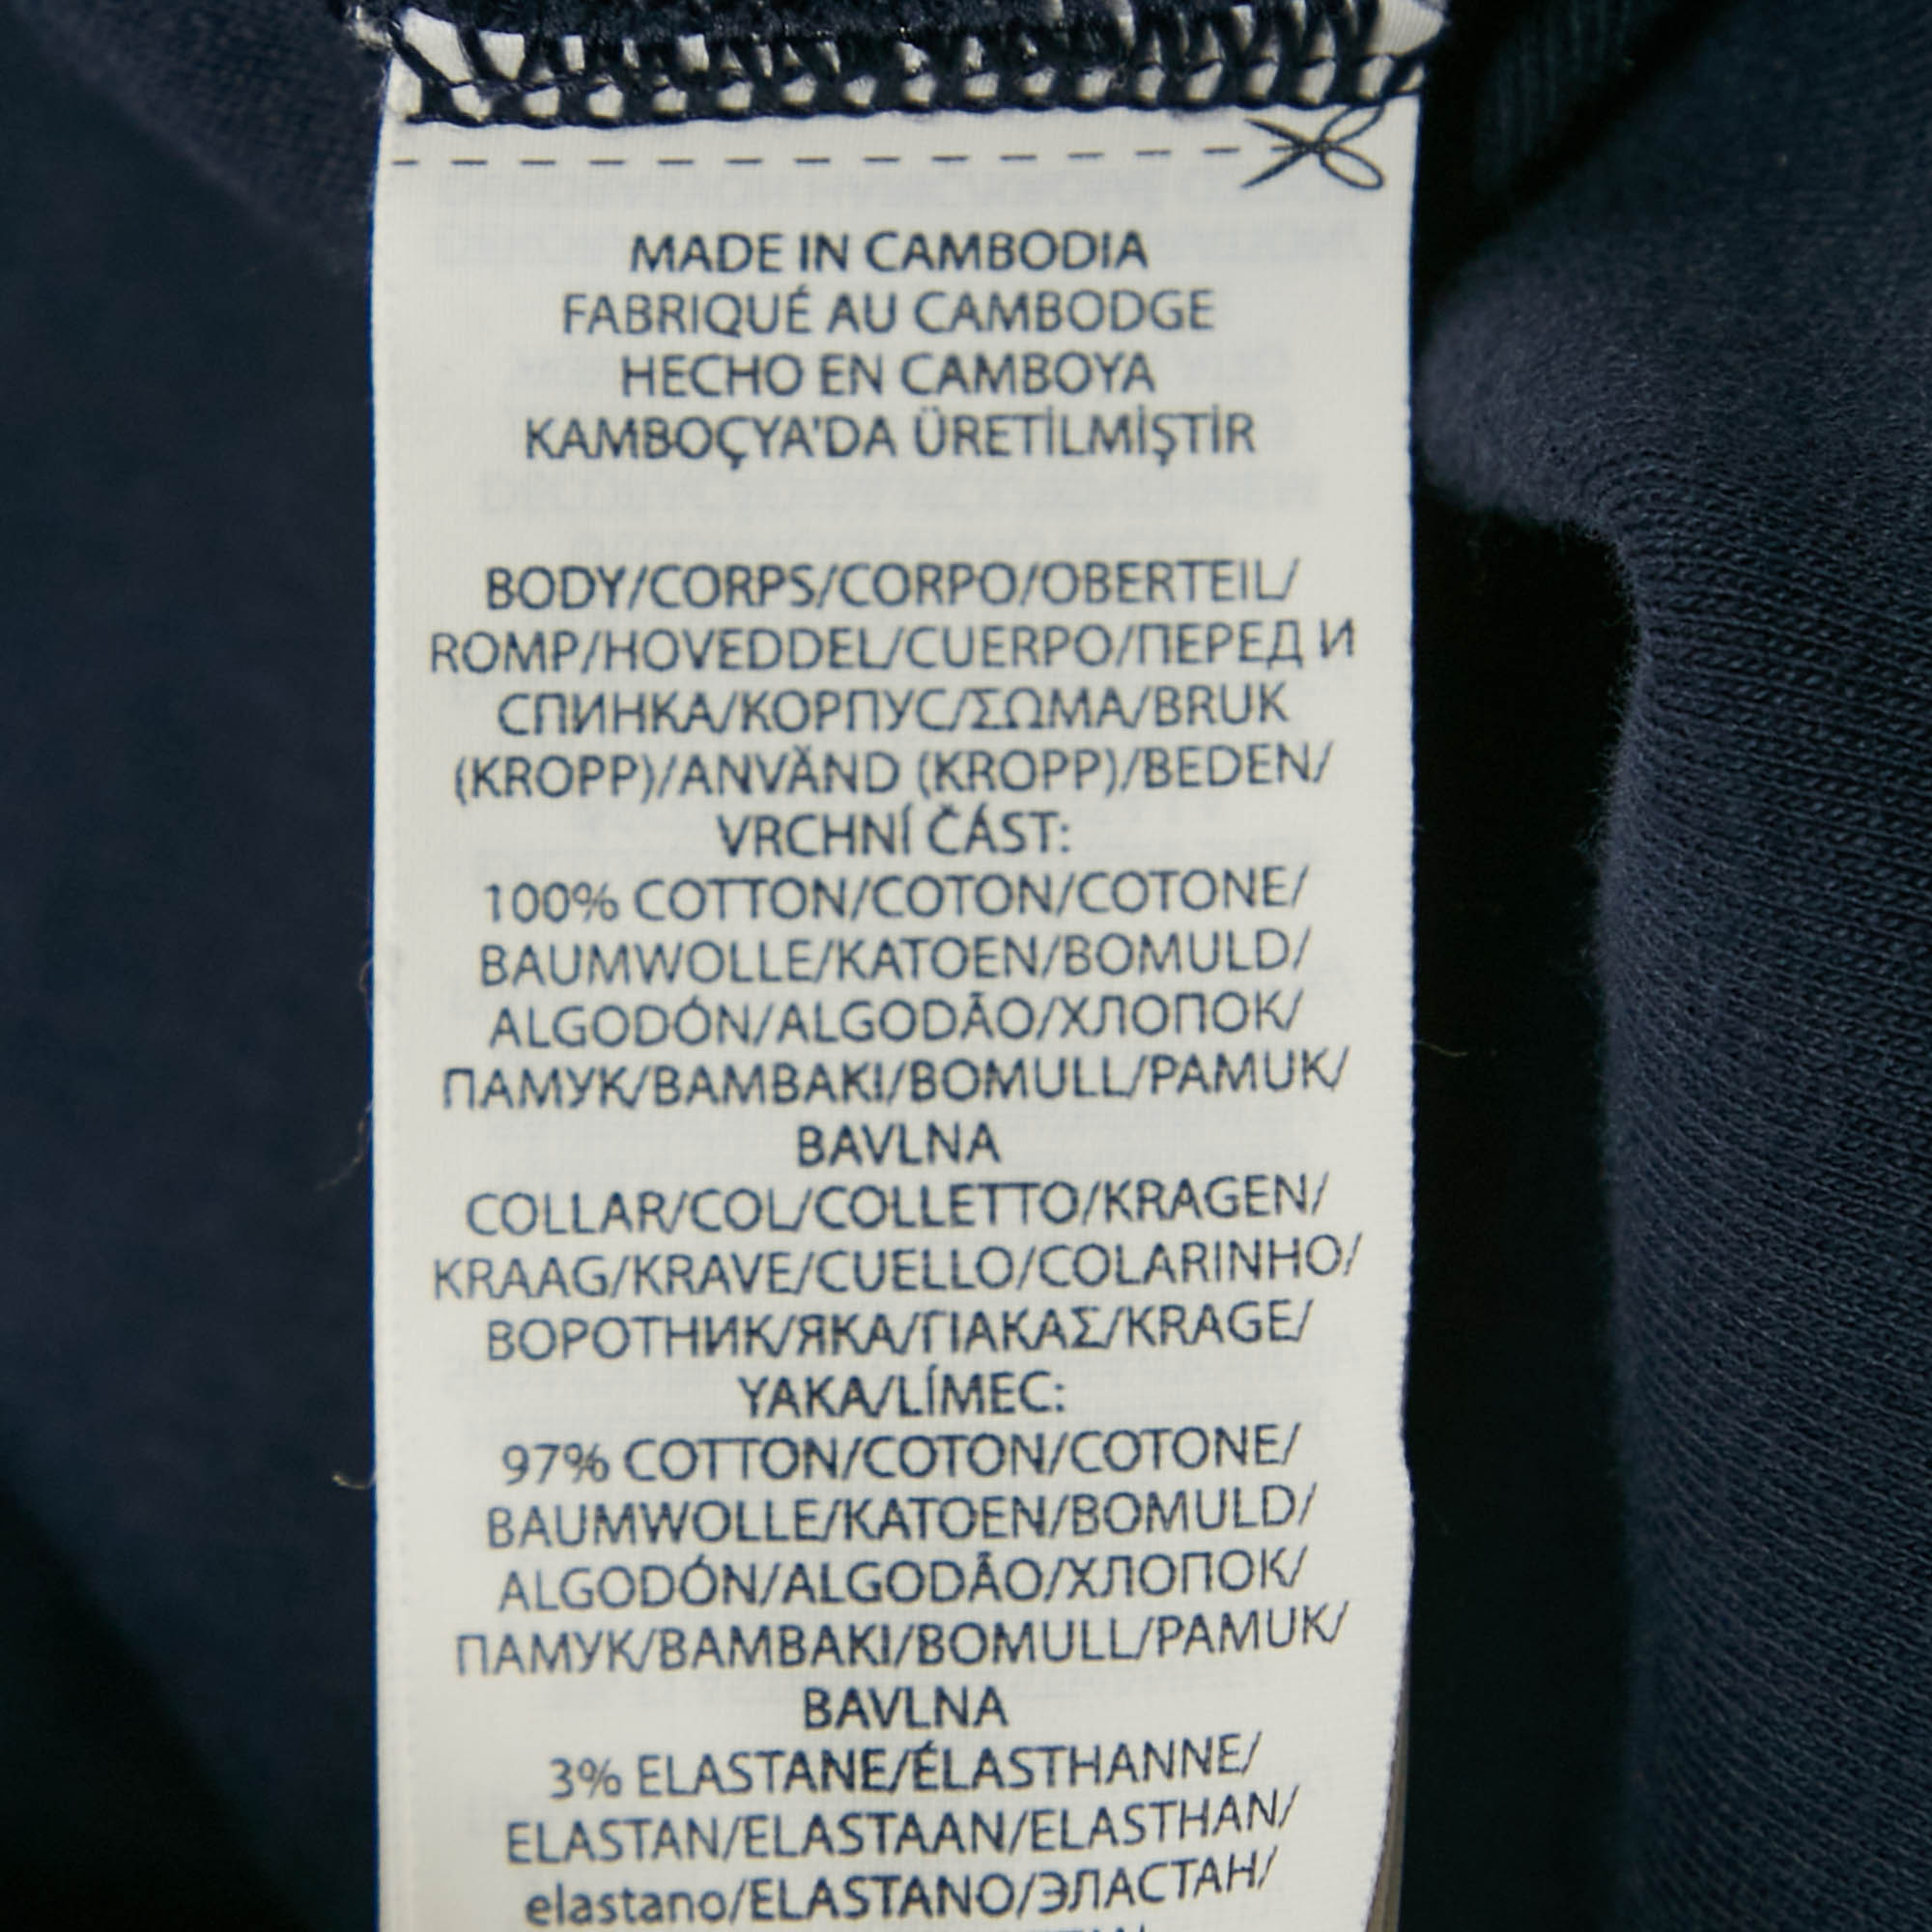 MADE IN CAMBODIA
FABRIQUÉ AU CAMBODGE
HECHO EN CAMBOYA
KAMBOÇYA'DA ÜRETİLMİŞTİR
BODY/CORPS/CORPO/OBERTEIL/
ROMP/HOVEDDEL/CUERPO/ПЕРЕД И
СПИНКА/КОРПУС/ΣΩΜΑ/BRUK
(KROPP)/ANVÄND (KROPP)/BEDEN/
VRCHNÍ ČÁST:
100% COTTON/COTON/COTONE/
BAUMWOLLE/KATOEN/BOMULD/
ALGODÓN/ALGODÃO/ХЛОПОК/
ПАМУК/ΒΑΜΒΑΚΙ/BOMULL/PAMUK/
BAVLNA
COLLAR/COL/COLLETTO/KRAGEN/
KRAAG/KRAVE/CUELLO/COLARINHO/
ВОРОТНИК/ЯКА/ΓΙΑΚΑΣ/KRAGE/
YAKA/LÍMEC:
97% COTTON/COTON/COTONE/
BAUMWOLLE/KATOEN/BOMULD/
ALGODÓN/ALGODÃO/ХЛОПОК/
ПАМУК/ΒΑΜΒΑΚΙ/BOMULL/PAMUK/
BAVLNA
3% ELASTANE/ÉLASTHANNE/
ELASTAN/ELASTAAN/ELASTHAN/
elastano/ELASTANO/ЭЛАСТАН/